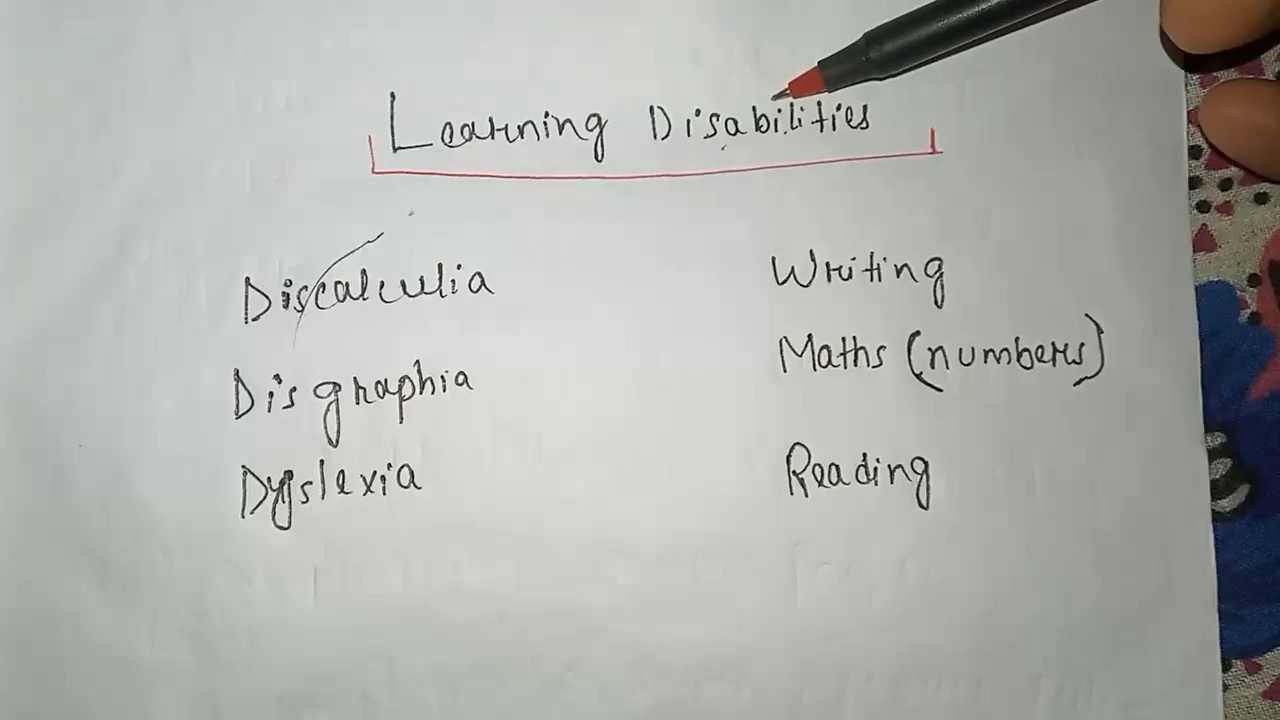 Learning Disabilities
Discalculia Writing
Disgraphia Maths (numbers)
Dyslexia Reading